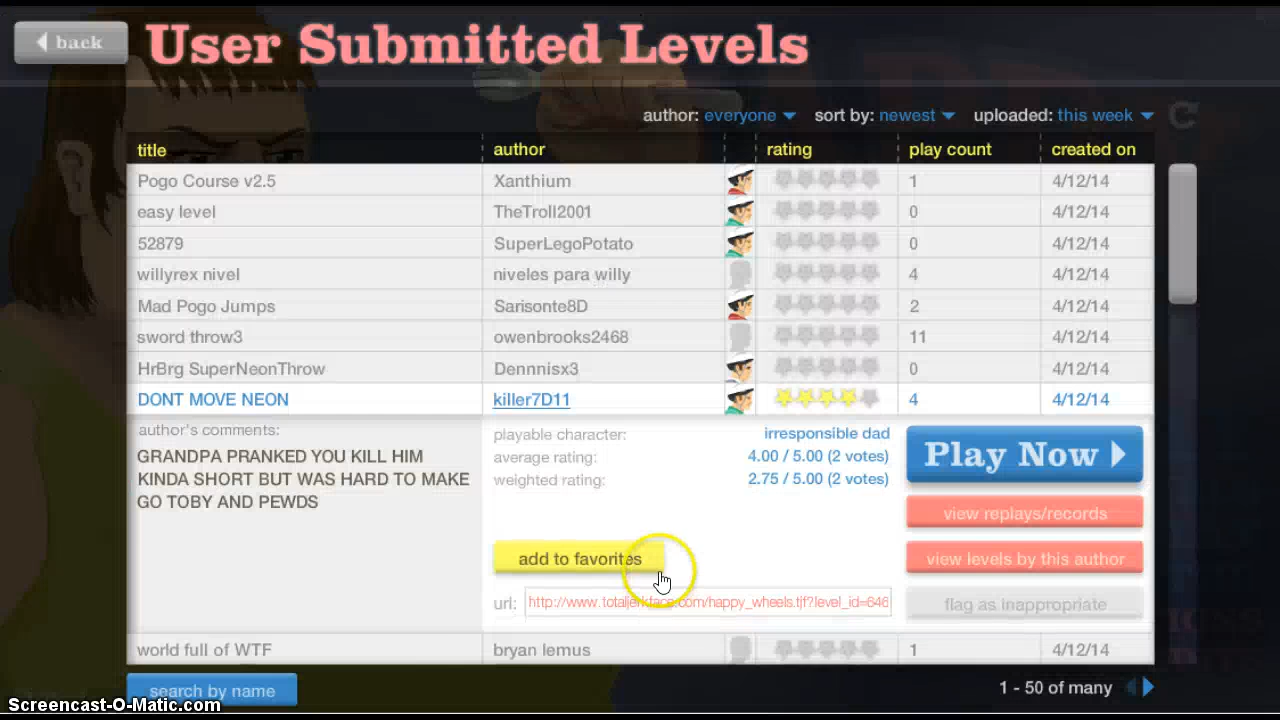 back
User Submitted Levels
author: everyone sort by: newest uploaded: this week
title author rating play count created on
Pogo Course v2.5 Xanthium 1 4/12/14
easy level TheTroll2001 0 4/12/14
52879 SuperLegoPotato 0 4/12/14
willyrex nivel niveles para willy 4 4/12/14
Mad Pogo Jumps Sarisonte8D 2 4/12/14
sword throw3 owenbrooks2468 11 4/12/14
HrBrg SuperNeonThrow Dennnisx3 0 4/12/14
DONT MOVE NEON killer7D11 4 4/12/14
author's comments:
GRANDPA PRANKED YOU KILL HIM
KINDA SHORT BUT WAS HARD TO MAKE
GO TOBY AND PEWDS
playable character: irresponsible dad
average rating: 4.00 / 5.00 (2 votes)
weighted rating: 2.75 / 5.00 (2 votes)
add to favorites
url: http://www.totaljerkface.com/happy_wheels.tjf?level_id=646
Play Now
view replays/records
view levels by this author
flag as inappropriate
world full of WTF bryan lemus 1 4/12/14
search by name
1 - 50 of many
Screencast-O-Matic.com